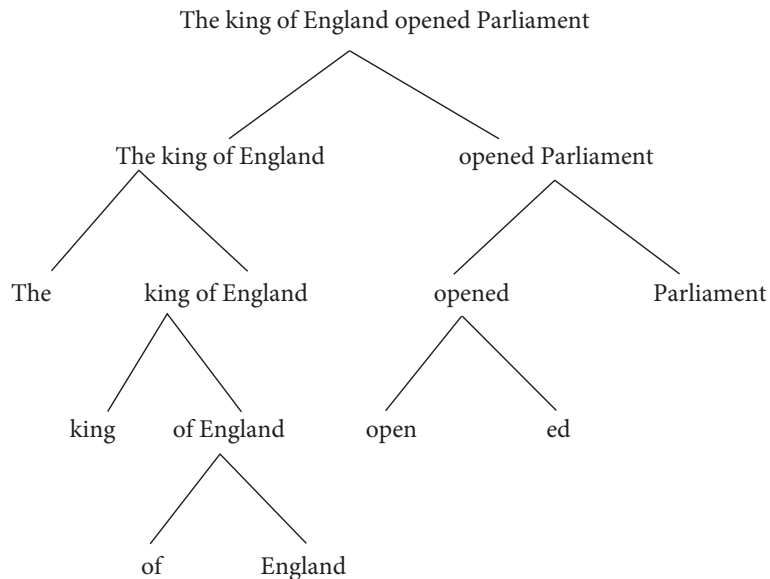 The king of England opened Parliament
The king of England opened Parliament
The king of England opened Parliament
king of England open ed
of England